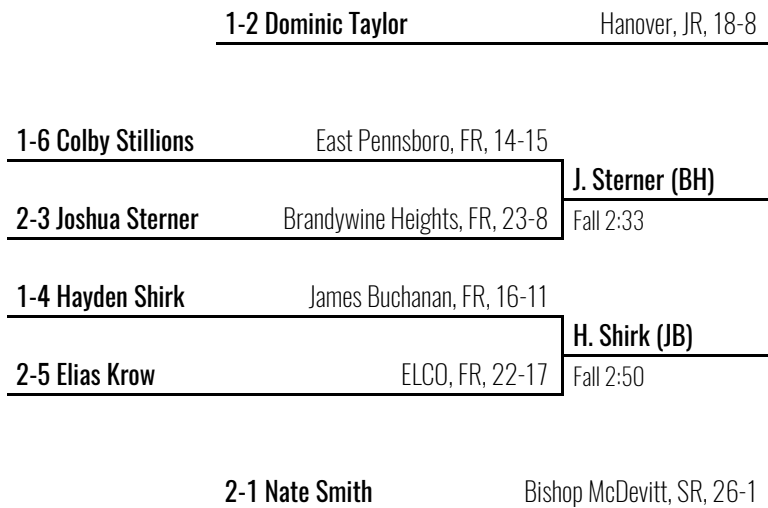 1-2 Dominic Taylor Hanover, JR, 18-8
1-6 Colby Stillions East Pennsboro, FR, 14-15
J. Sterner (BH)
2-3 Joshua Sterner Brandywine Heights, FR, 23-8 Fall 2:33
1-4 Hayden Shirk James Buchanan, FR, 16-11
H. Shirk (JB)
2-5 Elias Krow ELCO, FR, 22-17 Fall 2:50
2-1 Nate Smith Bishop McDevitt, SR, 26-1